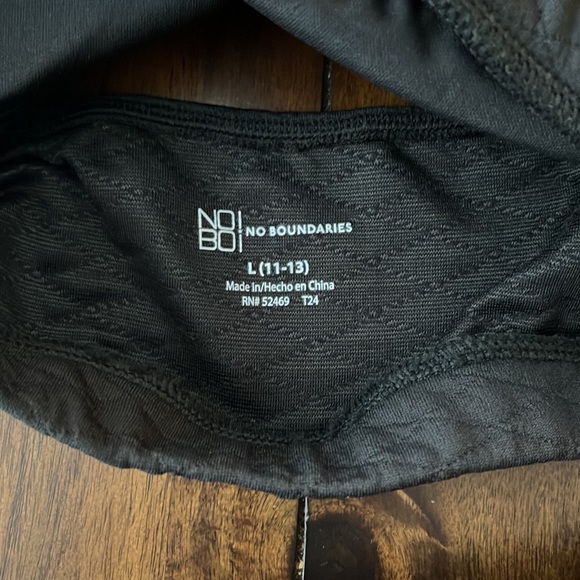 NO!
BO!
NO BOUNDARIES
L (11-13)
Made in/Hecho en China
RN# 52469 T24